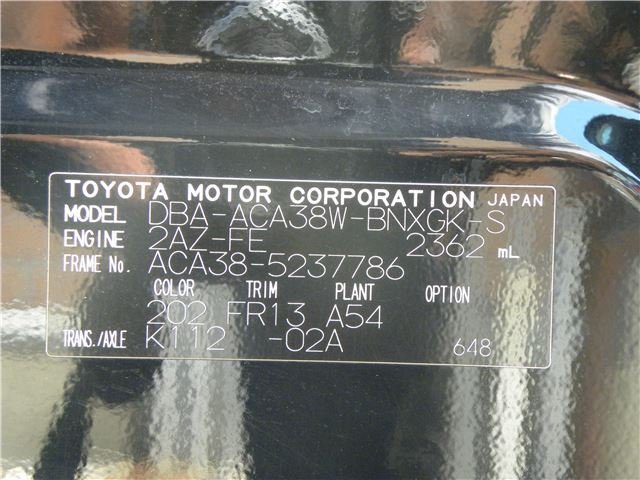 TOYOTA MOTOR CORPORATION JAPAN
MODEL DBA-ACA38W-BNXGK-S
ENGINE 2AZ-FE 2362 mL
FRAME No. ACA38-5237786
COLOR TRIM PLANT OPTION
202 FR13 A54
TRANS./AXLE K112 -02A 648